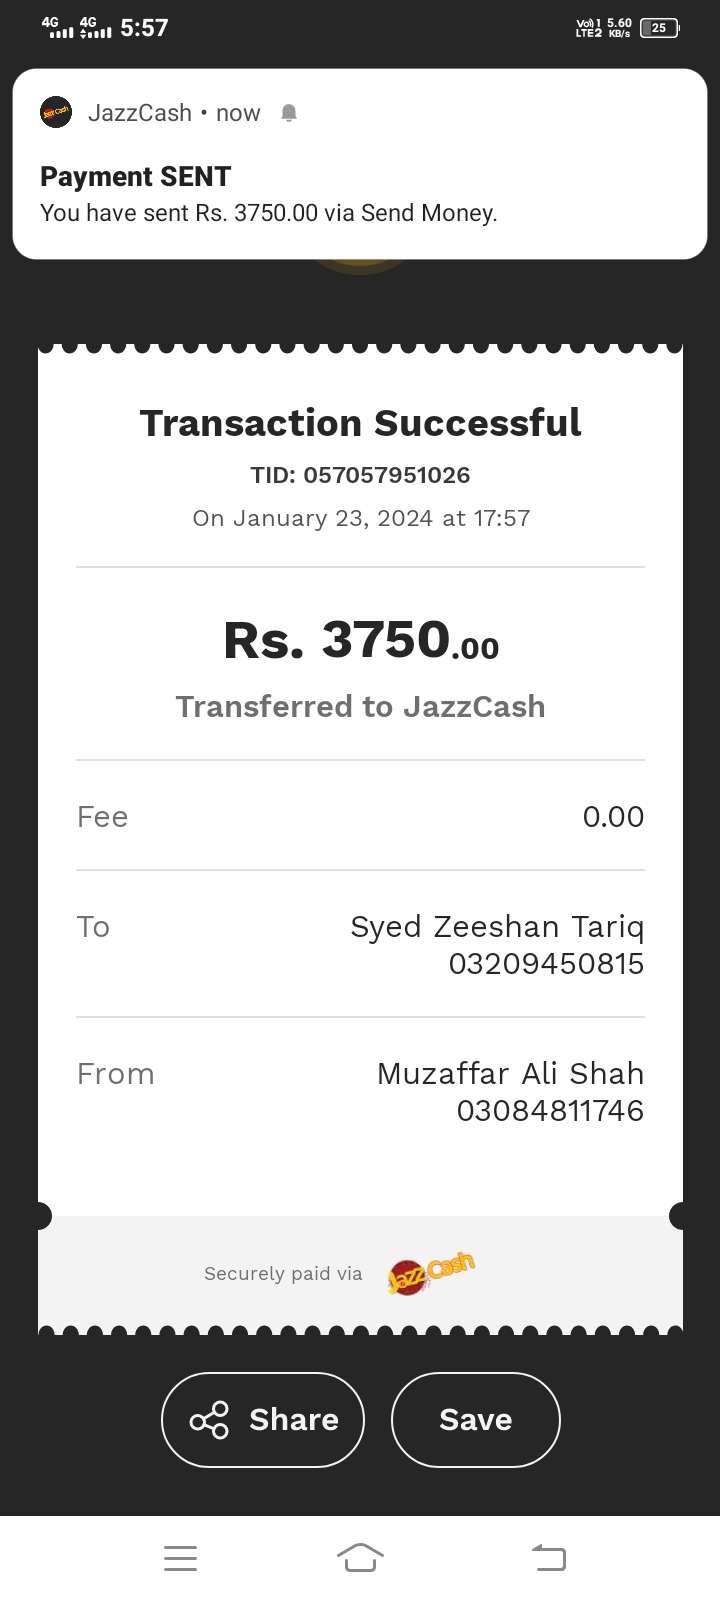 4G 4G 5:57 Vo) 1 LTE2 5.60 KB/s 25
JazzCash • now
Payment SENT
You have sent Rs. 3750.00 via Send Money.
Transaction Successful
TID: 057057951026
On January 23, 2024 at 17:57
Rs. 3750.00
Transferred to JazzCash
Fee 0.00
To Syed Zeeshan Tariq
03209450815
From Muzaffar Ali Shah
03084811746
Securely paid via JazzCash
Share Save